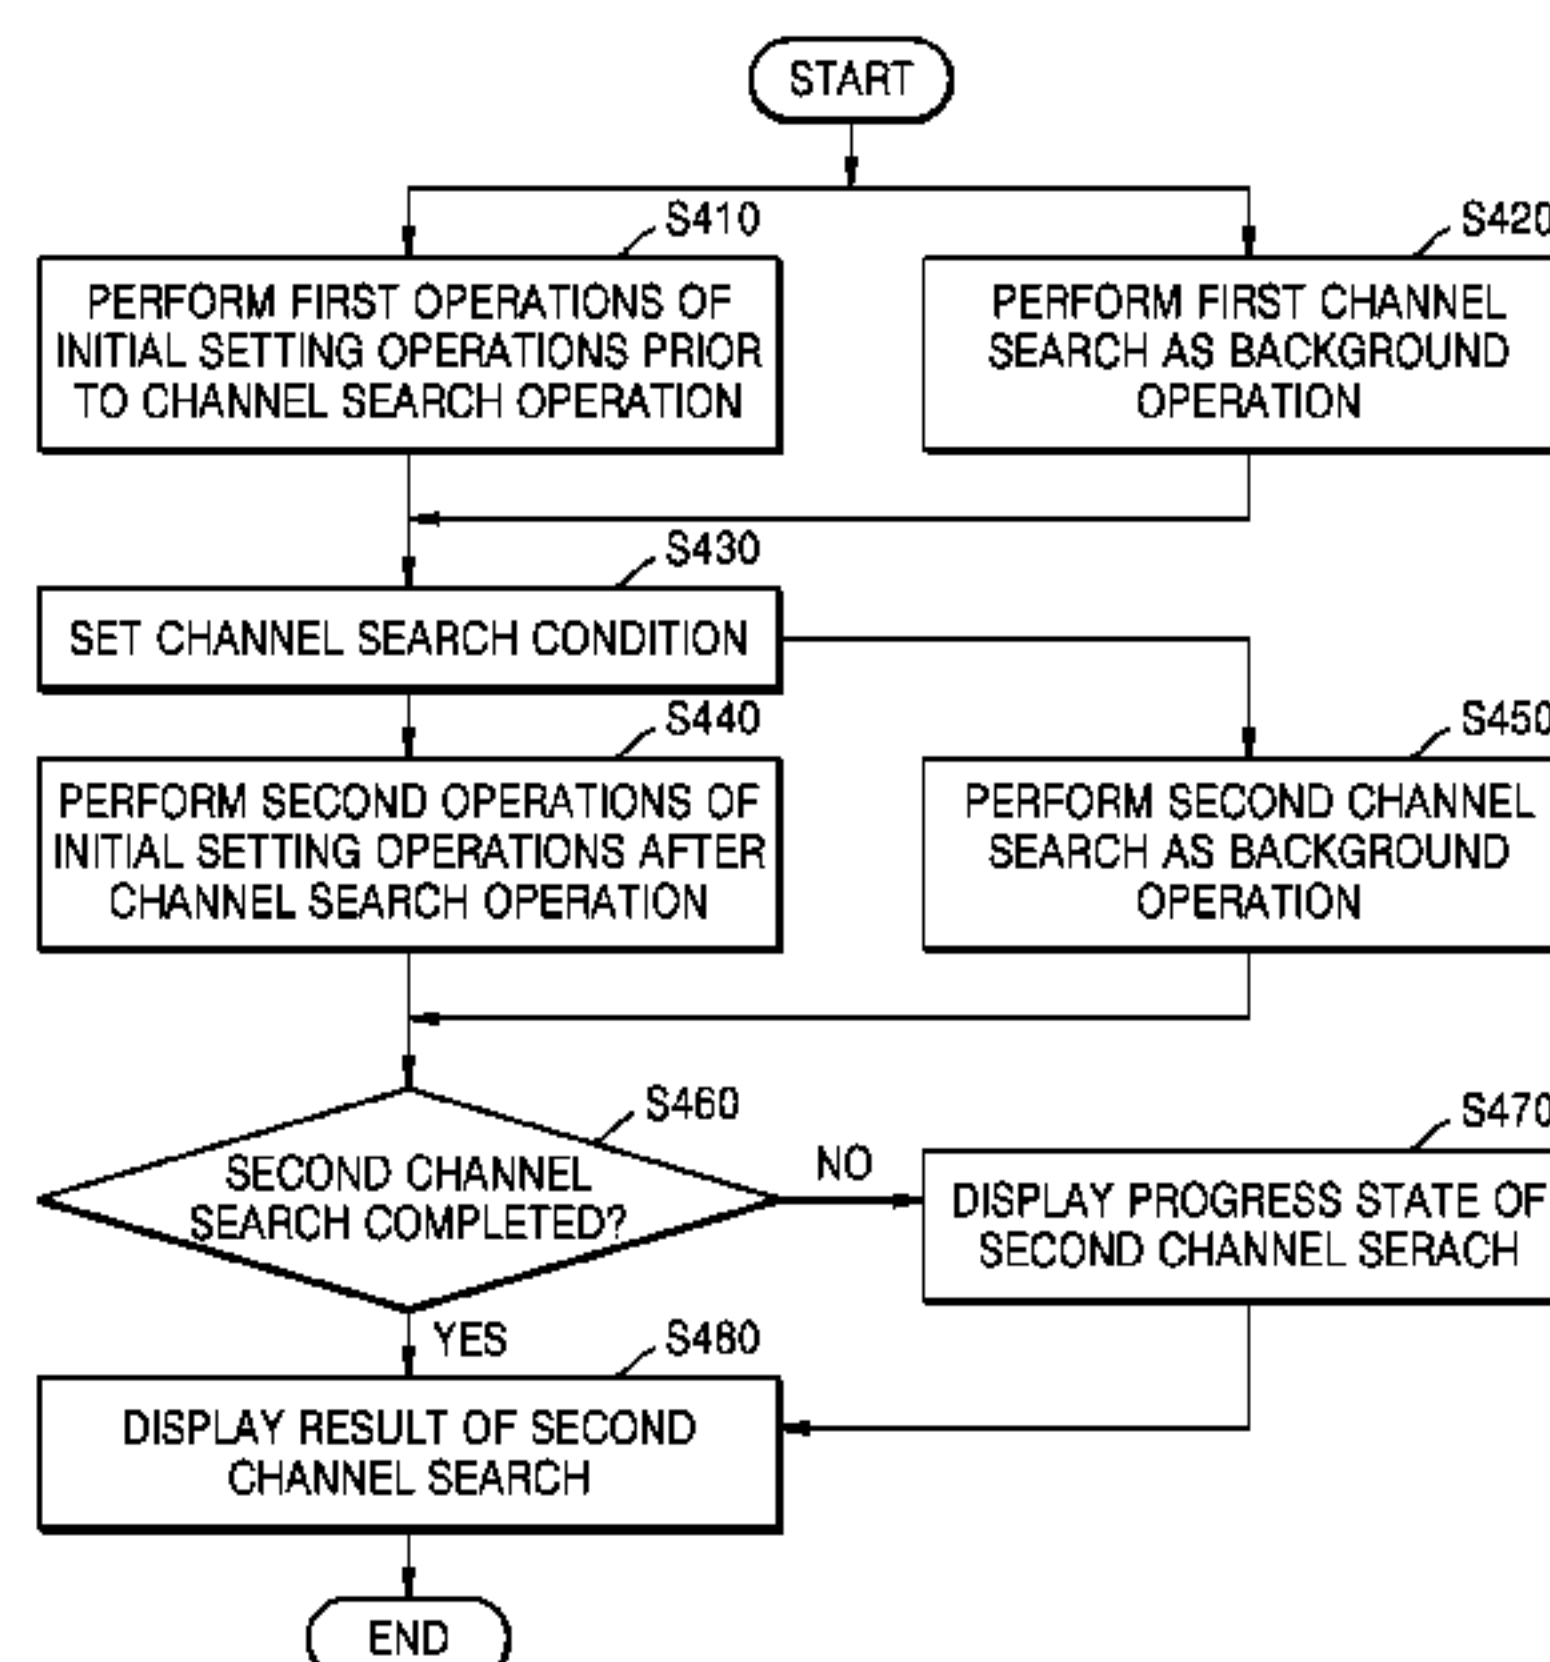 START
S410
PERFORM FIRST OPERATIONS OF
INITIAL SETTING OPERATIONS PRIOR
TO CHANNEL SEARCH OPERATION
S420
PERFORM FIRST CHANNEL
SEARCH AS BACKGROUND
OPERATION
S430
SET CHANNEL SEARCH CONDITION
S440
PERFORM SECOND OPERATIONS OF
INITIAL SETTING OPERATIONS AFTER
CHANNEL SEARCH OPERATION
S450
PERFORM SECOND CHANNEL
SEARCH AS BACKGROUND
OPERATION
S460
SECOND CHANNEL
SEARCH COMPLETED?
NO
S470
DISPLAY PROGRESS STATE OF
SECOND CHANNEL SERACH
YES
S480
DISPLAY RESULT OF SECOND
CHANNEL SEARCH
END